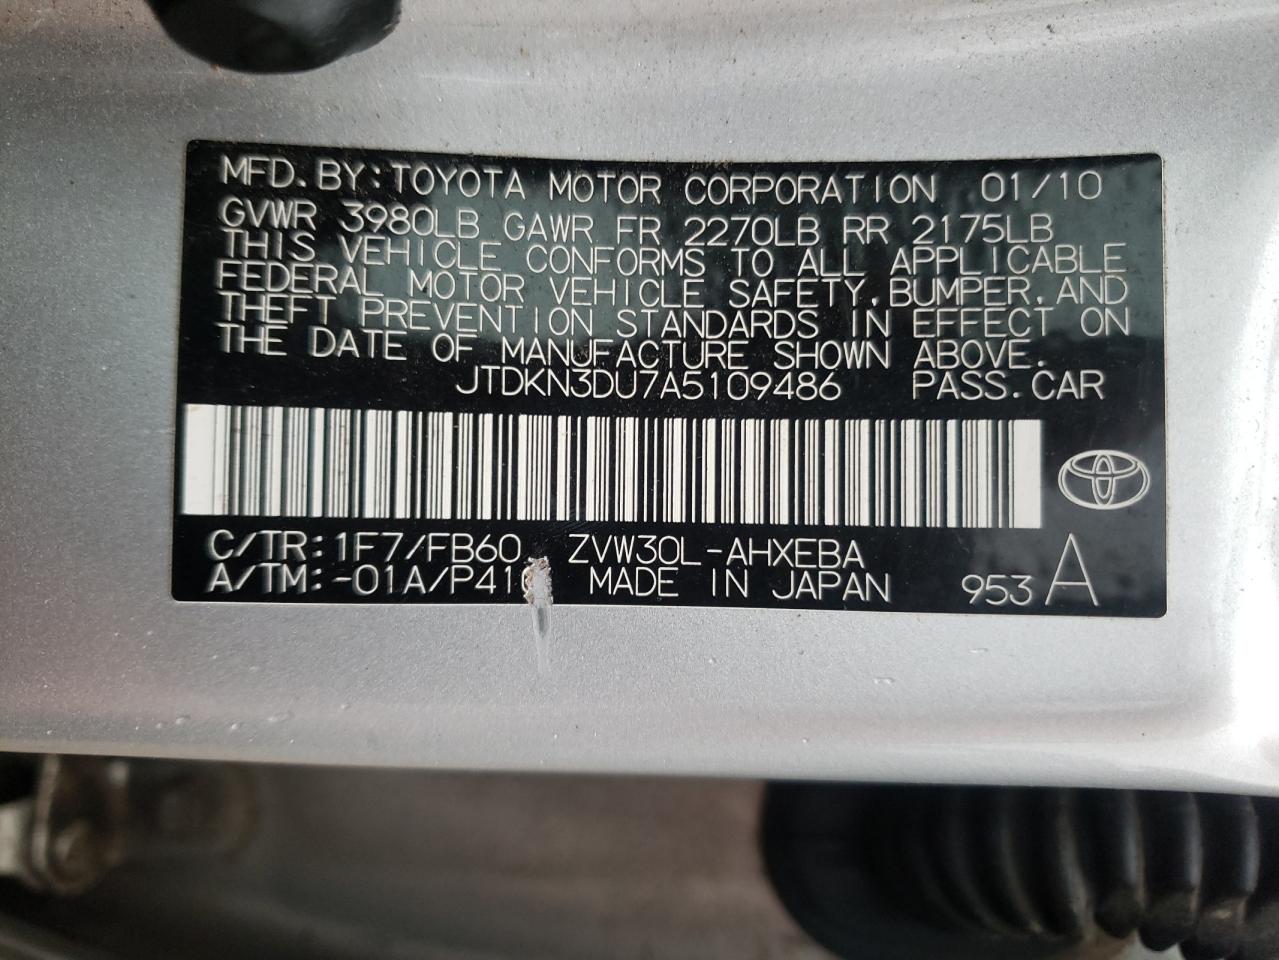 MFD. BY: TOYOTA MOTOR CORPORATION 01/10
GVWR 3980LB GAWR FR 2270LB RR 2175LB
THIS VEHICLE CONFORMS TO ALL APPLICABLE
FEDERAL MOTOR VEHICLE SAFETY, BUMPER, AND
THEFT PREVENTION STANDARDS IN EFFECT ON
THE DATE OF MANUFACTURE SHOWN ABOVE.
JTDKN3DU7A5109486 PASS. CAR
C/TR: 1F7/FB60 ZVW30L-AHXEBA
A/TM: -01A/ MADE IN JAPAN 953 A